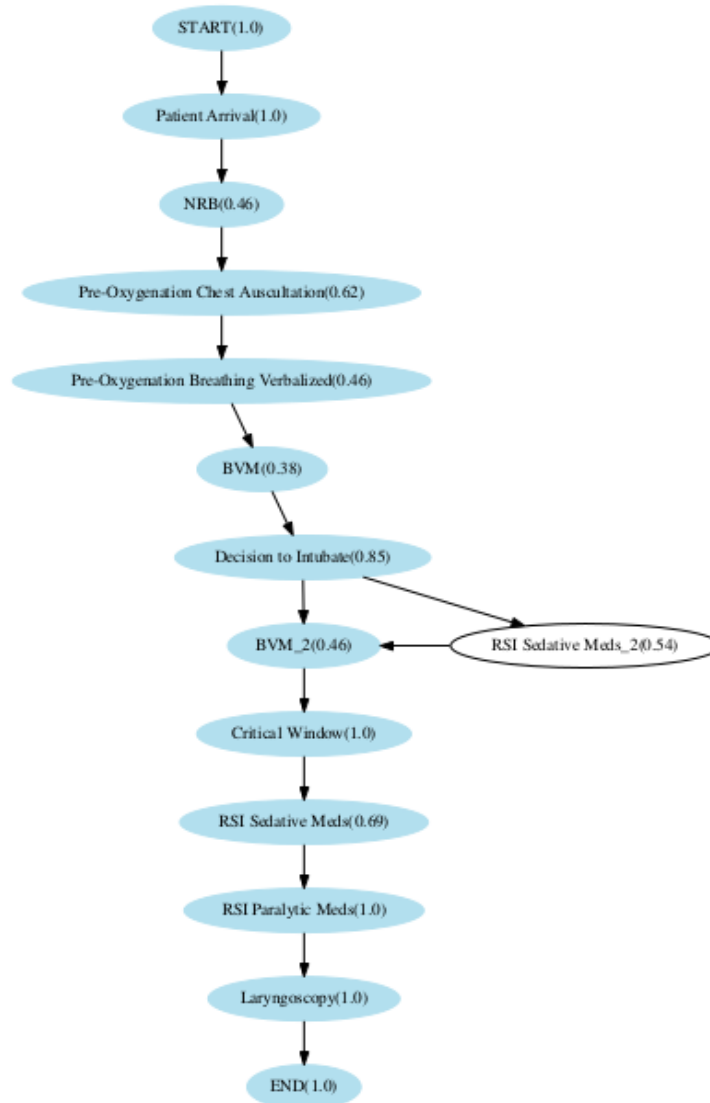 START(1.0)
Patient Arrival(1.0)
NRB(0.46)
Pre-Oxygenation Chest Auscultation(0.62)
Pre-Oxygenation Breathing Verbalized(0.46)
BVM(0.38)
Decision to Intubate(0.85)
BVM_2(0.46)
RSI Sedative Meds_2(0.54)
Critical Window(1.0)
RSI Sedative Meds(0.69)
RSI Paralytic Meds(1.0)
Laryngoscopy(1.0)
END(1.0)